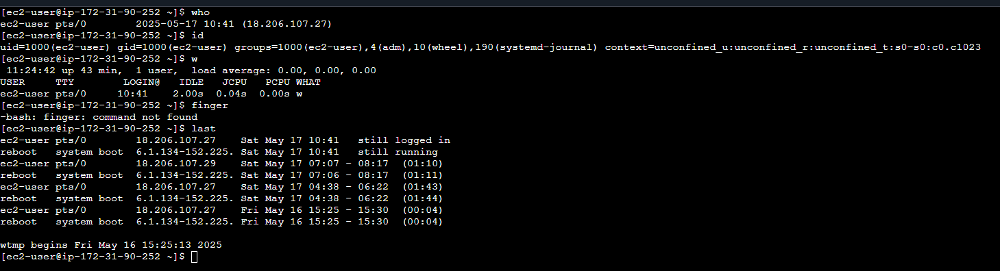 [ec2-user@ip-172-31-90-252 ~]$ who
ec2-user pts/0        2025-05-17 10:41 (18.206.107.27)
[ec2-user@ip-172-31-90-252 ~]$ id
uid=1000(ec2-user) gid=1000(ec2-user) groups=1000(ec2-user),4(adm),10(wheel),190(systemd-journal) context=unconfined_u:unconfined_r:unconfined_t:s0-s0:c0.c1023
[ec2-user@ip-172-31-90-252 ~]$ w
 11:24:42 up 43 min,  1 user,  load average: 0.00, 0.00, 0.00
USER     TTY        LOGIN@   IDLE   JCPU   PCPU WHAT
ec2-user pts/0     10:41    2.00s  0.04s  0.00s w
[ec2-user@ip-172-31-90-252 ~]$ finger
-bash: finger: command not found
[ec2-user@ip-172-31-90-252 ~]$ last
ec2-user pts/0        18.206.107.27    Sat May 17 10:41   still logged in
reboot   system boot  6.1.134-152.225. Sat May 17 10:41   still running
ec2-user pts/0        18.206.107.29    Sat May 17 07:07 - 08:17  (01:10)
reboot   system boot  6.1.134-152.225. Sat May 17 07:06 - 08:17  (01:11)
ec2-user pts/0        18.206.107.27    Sat May 17 04:38 - 06:22  (01:43)
reboot   system boot  6.1.134-152.225. Sat May 17 04:38 - 06:22  (01:44)
ec2-user pts/0        18.206.107.27    Fri May 16 15:25 - 15:30  (00:04)
reboot   system boot  6.1.134-152.225. Fri May 16 15:25 - 15:30  (00:04)

wtmp begins Fri May 16 15:25:13 2025
[ec2-user@ip-172-31-90-252 ~]$